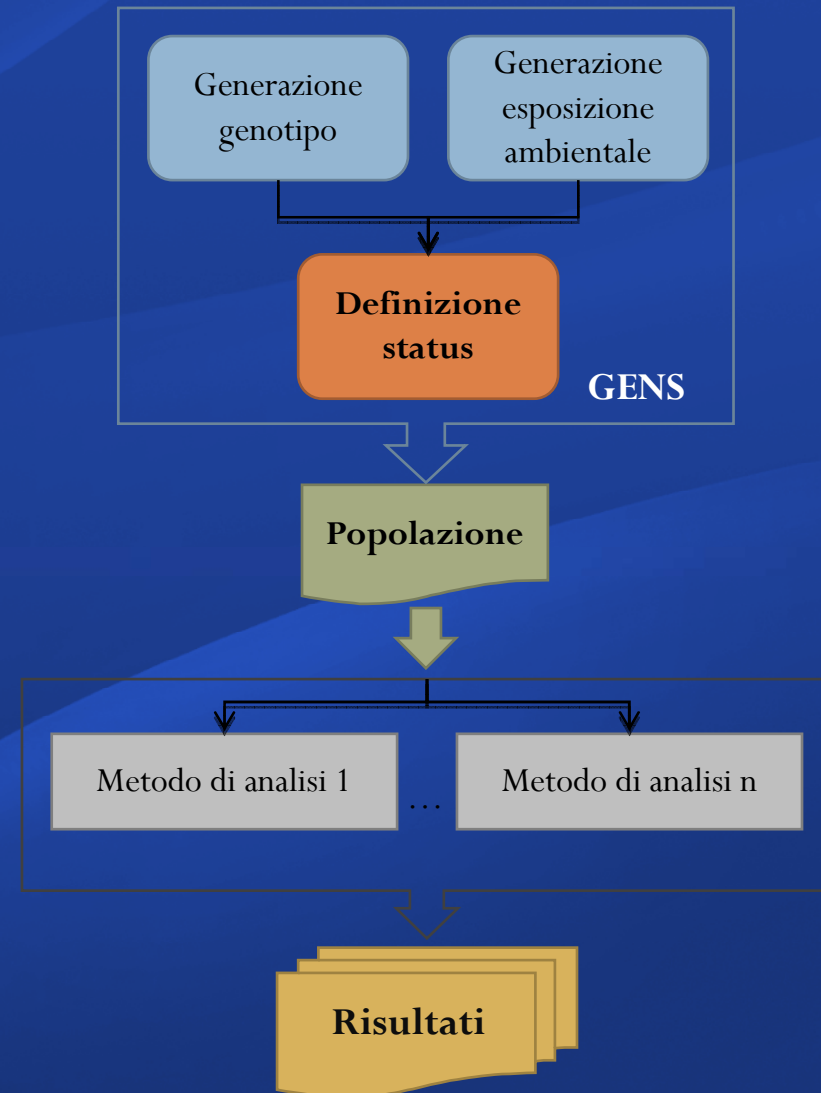 Generazione
genotipo
Generazione
esposizione
ambientale
Definizione
status
GENS
Popolazione
Metodo di analisi 1
...
Metodo di analisi n
Risultati